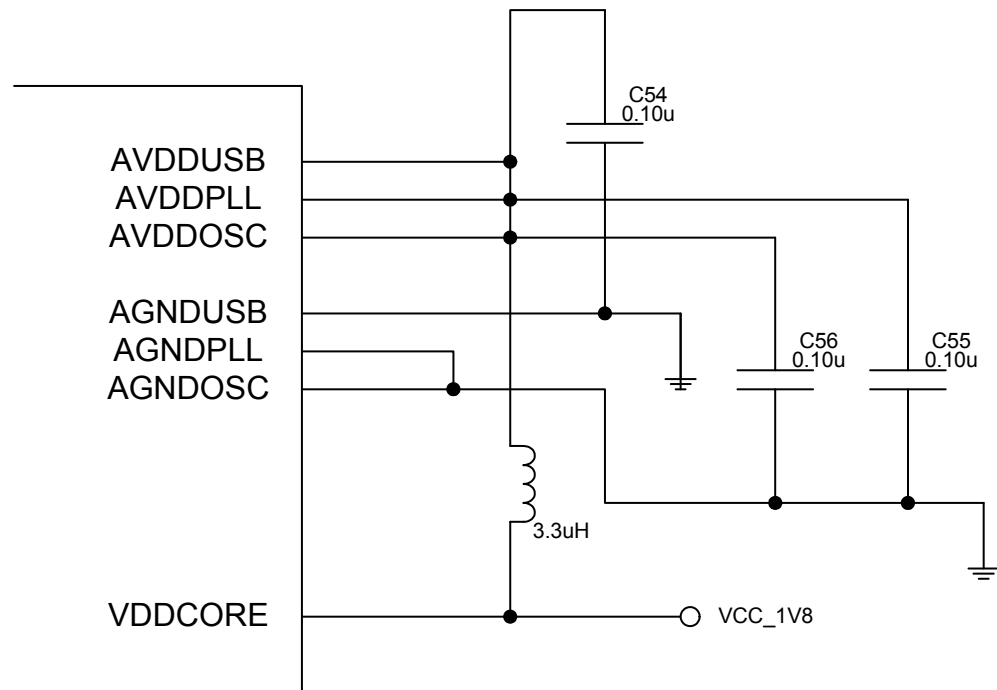 C54
0.10u
AVDDUSB
AVDDPLL
AVDDOSC
AGNDUSB
AGNDPLL
AGNDOSC
C56
0.10u
C55
0.10u
3.3uH
VDDCORE
VCC_1V8